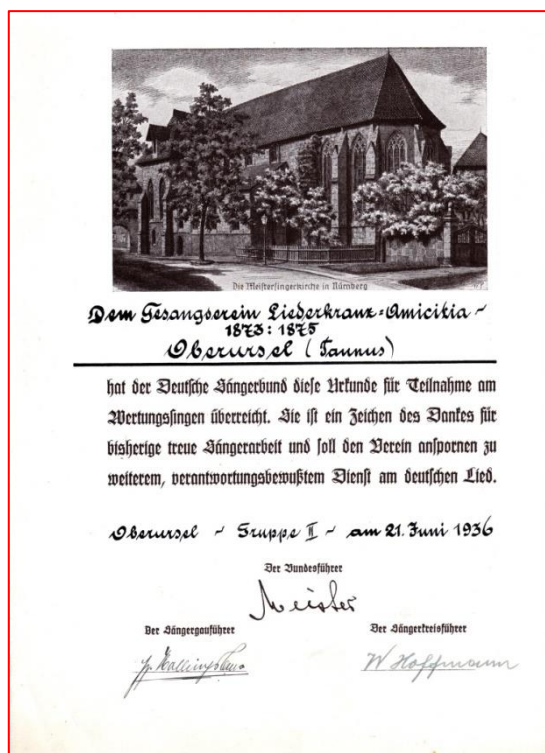 Die Meistersingerkirche in Nürnberg
Dem Gesangverein Liederkranz-Amicitia -
1873: 1875
Oberursel (Taunus)
hat der Deutsche Sängerbund diese Urkunde für Teilnahme am
Wertungssingen überreicht. Sie ist ein Zeichen des Dankes für
bisherige treue Sängerarbeit und soll den Verein anspornen zu
weiterem, verantwortungsbewußtem Dienst am deutschen Lied.
Oberursel - Gruppe II - am 21. Juni 1936
Der Bundesführer
Meister
Der Sängergauführer
Der Sängerkreisführer
W Hoffmann